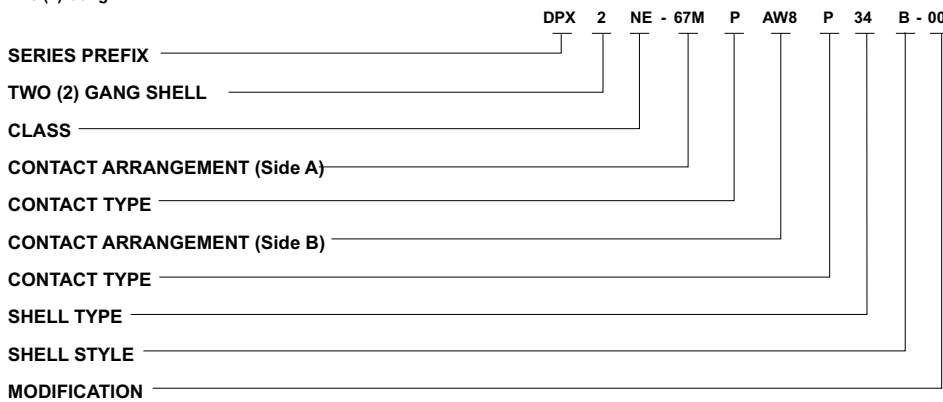 DPX 2 NE - 67M P AW8 P 34 B - 00
SERIES PREFIX
TWO (2) GANG SHELL
CLASS
CONTACT ARRANGEMENT (Side A)
CONTACT TYPE
CONTACT ARRANGEMENT (Side B)
CONTACT TYPE
SHELL TYPE
SHELL STYLE
MODIFICATION